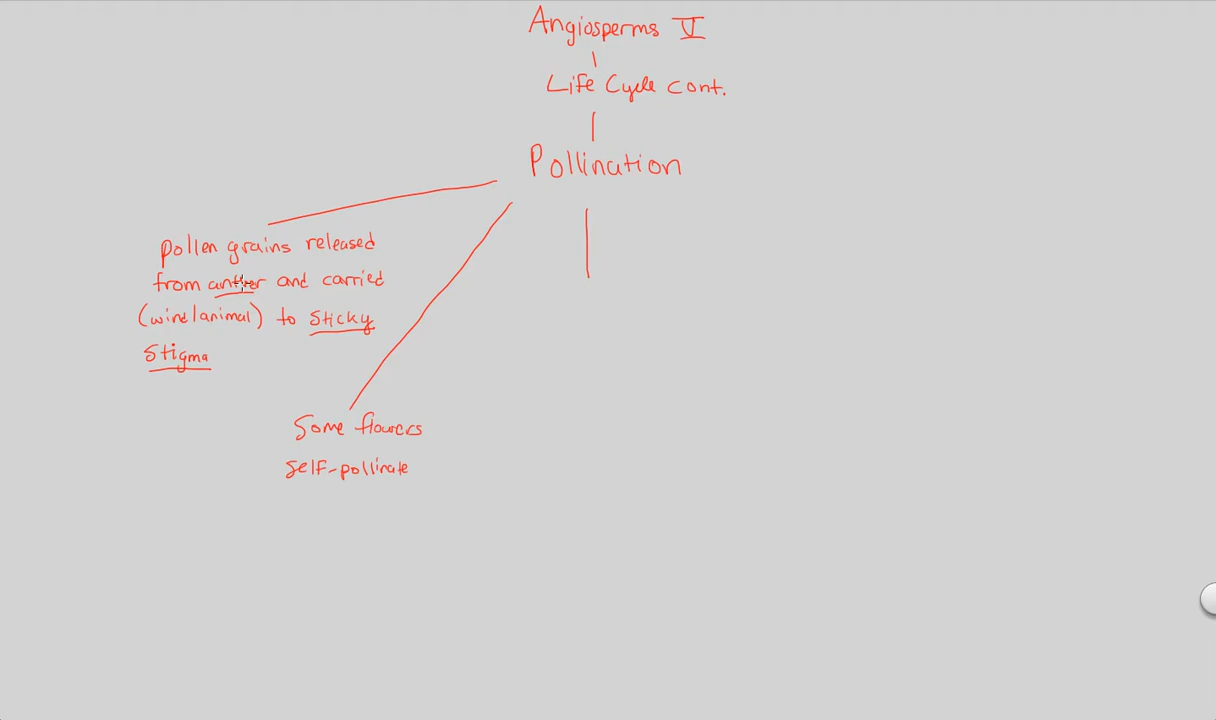 Angiosperms V
Life Cycle cont.
Pollination
pollen grains released
from anther and carried
(wind/animal) to sticky
stigma
Some flowers
self-pollinate